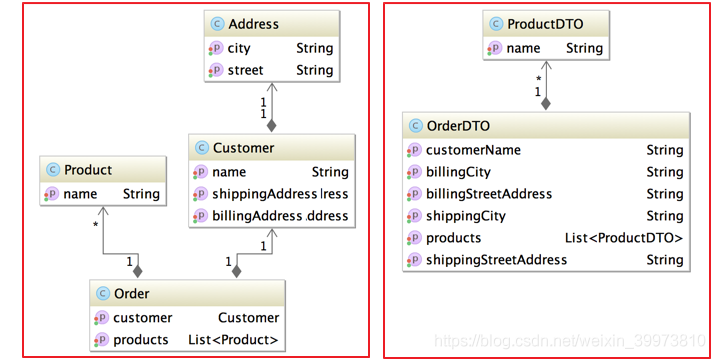 C Address
p city String
p street String
1
1
C Customer
p name String
p shippingAddress lress
p billingAddress .ddress
C Product
p name String
*
1
1
1
C Order
p customer Customer
p products List<Product>
C ProductDTO
p name String
*
1
C OrderDTO
p customerName String
p billingCity String
p billingStreetAddress String
p shippingCity String
p products List<ProductDTO>
p shippingStreetAddress String
https://blog.csdn.net/weixin_39973810